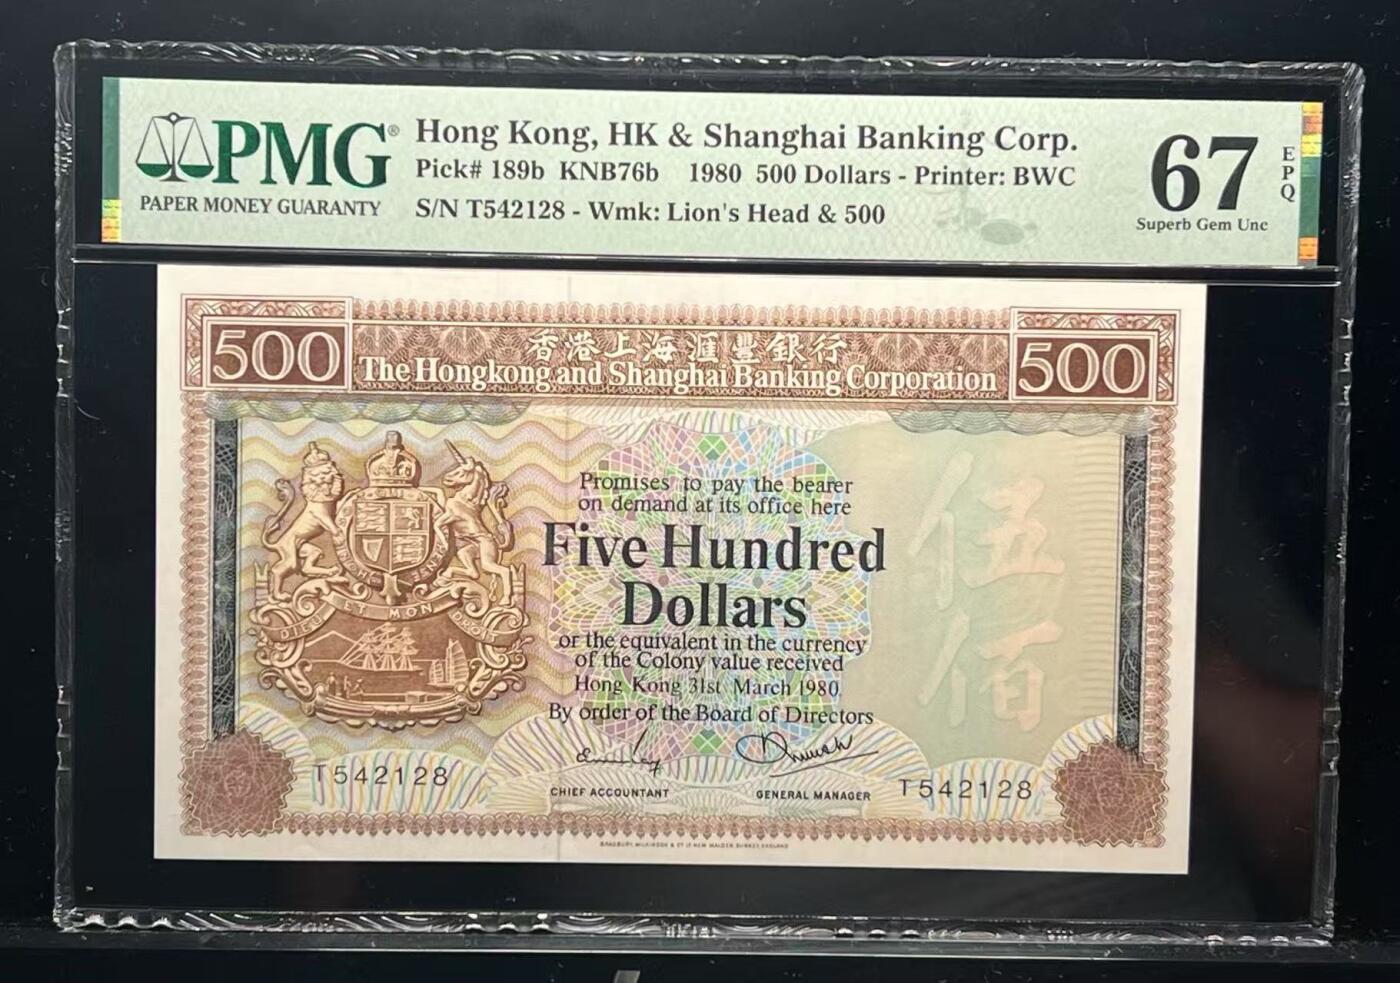 PMG®
PAPER MONEY GUARANTY
Hong Kong, HK & Shanghai Banking Corp.
Pick# 189b KNB76b 1980 500 Dollars - Printer: BWC
S/N T542128 - Wmk: Lion's Head & 500
67
EPQ
Superb Gem Unc
500
香港上海滙豐銀行
The Hongkong and Shanghai Banking Corporation
500
Promises to pay the bearer
on demand at its office here
Five Hundred
Dollars
or the equivalent in the currency
of the Colony value received
Hong Kong 31st March 1980
By order of the Board of Directors
伍
佰
DIEU ET MON DROIT
T542128
CHIEF ACCOUNTANT
GENERAL MANAGER
T542128